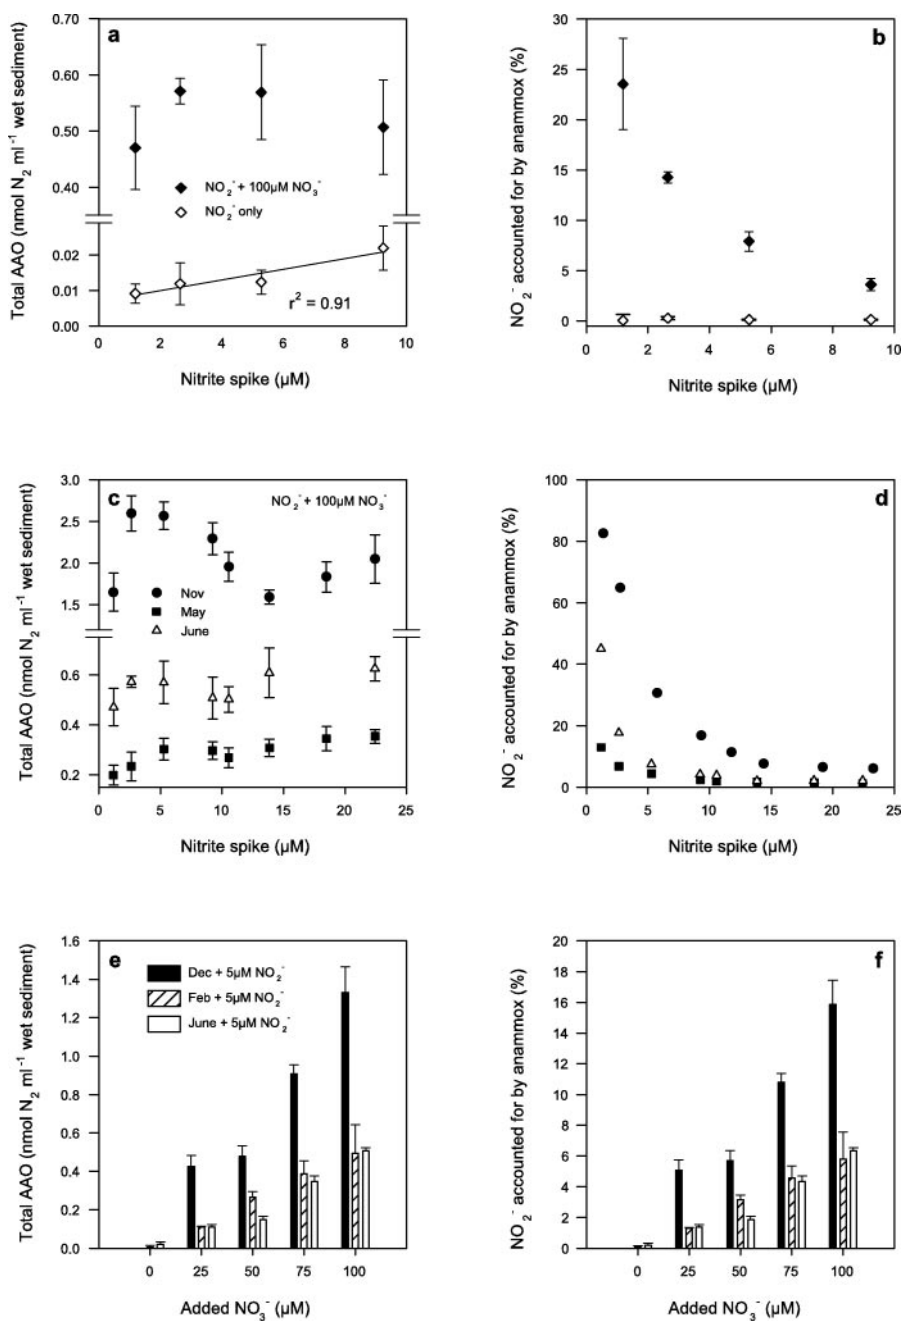 a
Total AAO (nmol N₂ ml⁻¹ wet sediment)
0.70
0.60
0.50
0.40
0.02
0.01
0.00
NO₂⁻ + 100µM NO₃⁻
NO₂⁻ only
r² = 0.91
0 2 4 6 8 10
Nitrite spike (µM)
b
NO₂⁻ accounted for by anammox (%)
30
25
20
15
10
5
0
0 2 4 6 8 10
Nitrite spike (µM)
c
Total AAO (nmol N₂ ml⁻¹ wet sediment)
3.0
2.5
2.0
1.5
0.6
0.4
0.2
NO₂⁻ + 100µM NO₃⁻
Nov
May
June
0 5 10 15 20 25
Nitrite spike (µM)
d
NO₂⁻ accounted for by anammox (%)
100
80
60
40
20
0
0 5 10 15 20 25
Nitrite spike (µM)
e
Total AAO (nmol N₂ ml⁻¹ wet sediment)
1.6
1.4
1.2
1.0
0.8
0.6
0.4
0.2
0.0
Dec + 5µM NO₂⁻
Feb + 5µM NO₂⁻
June + 5µM NO₂⁻
0 25 50 75 100
Added NO₃⁻ (µM)
f
NO₂⁻ accounted for by anammox (%)
20
18
16
14
12
10
8
6
4
2
0
0 25 50 75 100
Added NO₃⁻ (µM)